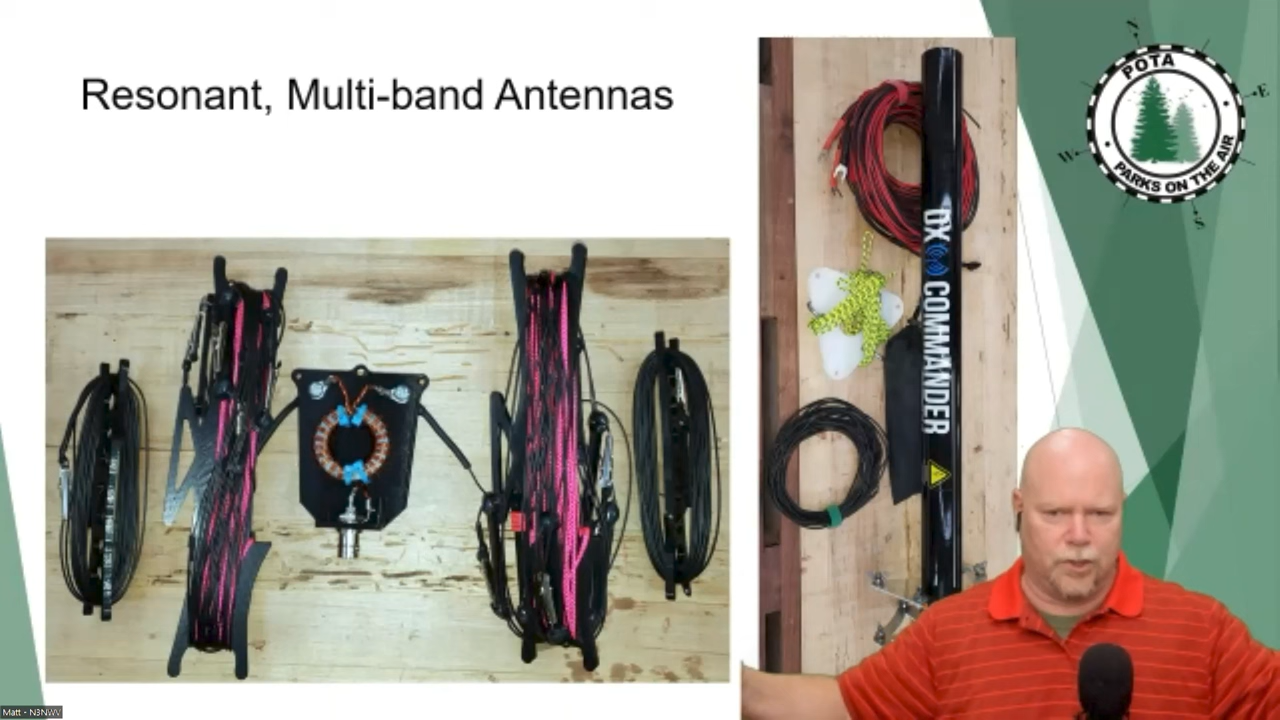 Resonant, Multi-band Antennas
DX COMMANDER
N
E
S
W
POTA
PARKS ON THE AIR
Matt - N3NWV